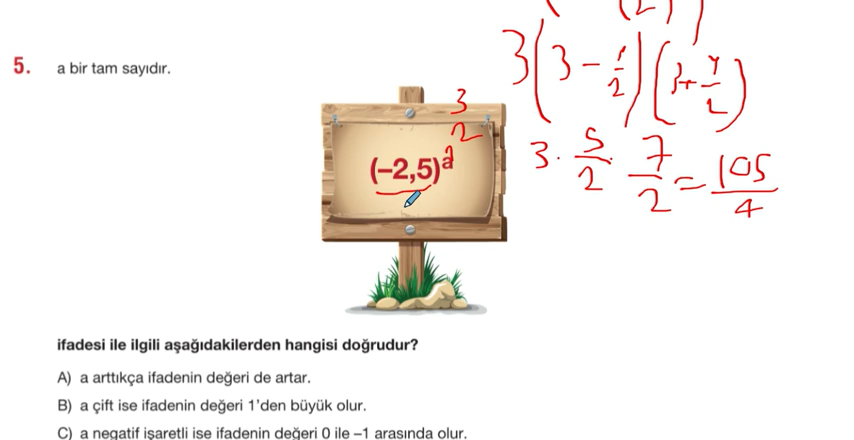 3(3 - 1/2)(3 + 1/2)
5. a bir tam sayıdır.
3
2
(–2,5)ᵃ
3 · 5/2 · 7/2 = 105/4
ifadesi ile ilgili aşağıdakilerden hangisi doğrudur?
A) a arttıkça ifadenin değeri de artar.
B) a çift ise ifadenin değeri 1'den büyük olur.
C) a negatif işaretli ise ifadenin değeri 0 ile –1 arasında olur.